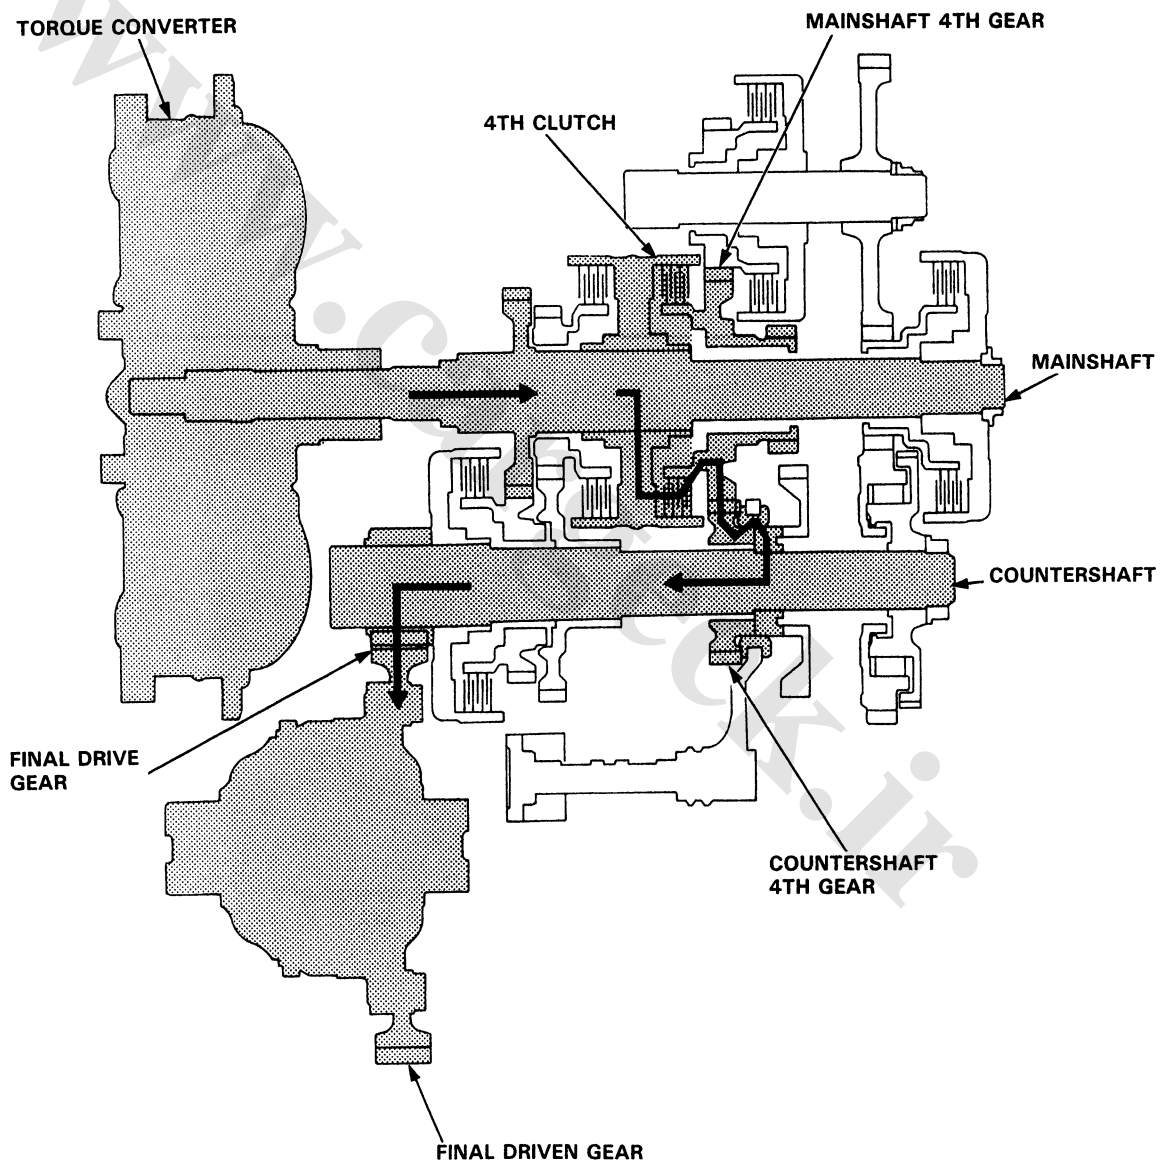 TORQUE CONVERTER
MAINSHAFT 4TH GEAR
4TH CLUTCH
MAINSHAFT
COUNTERSHAFT
FINAL DRIVE
GEAR
COUNTERSHAFT
4TH GEAR
FINAL DRIVEN GEAR